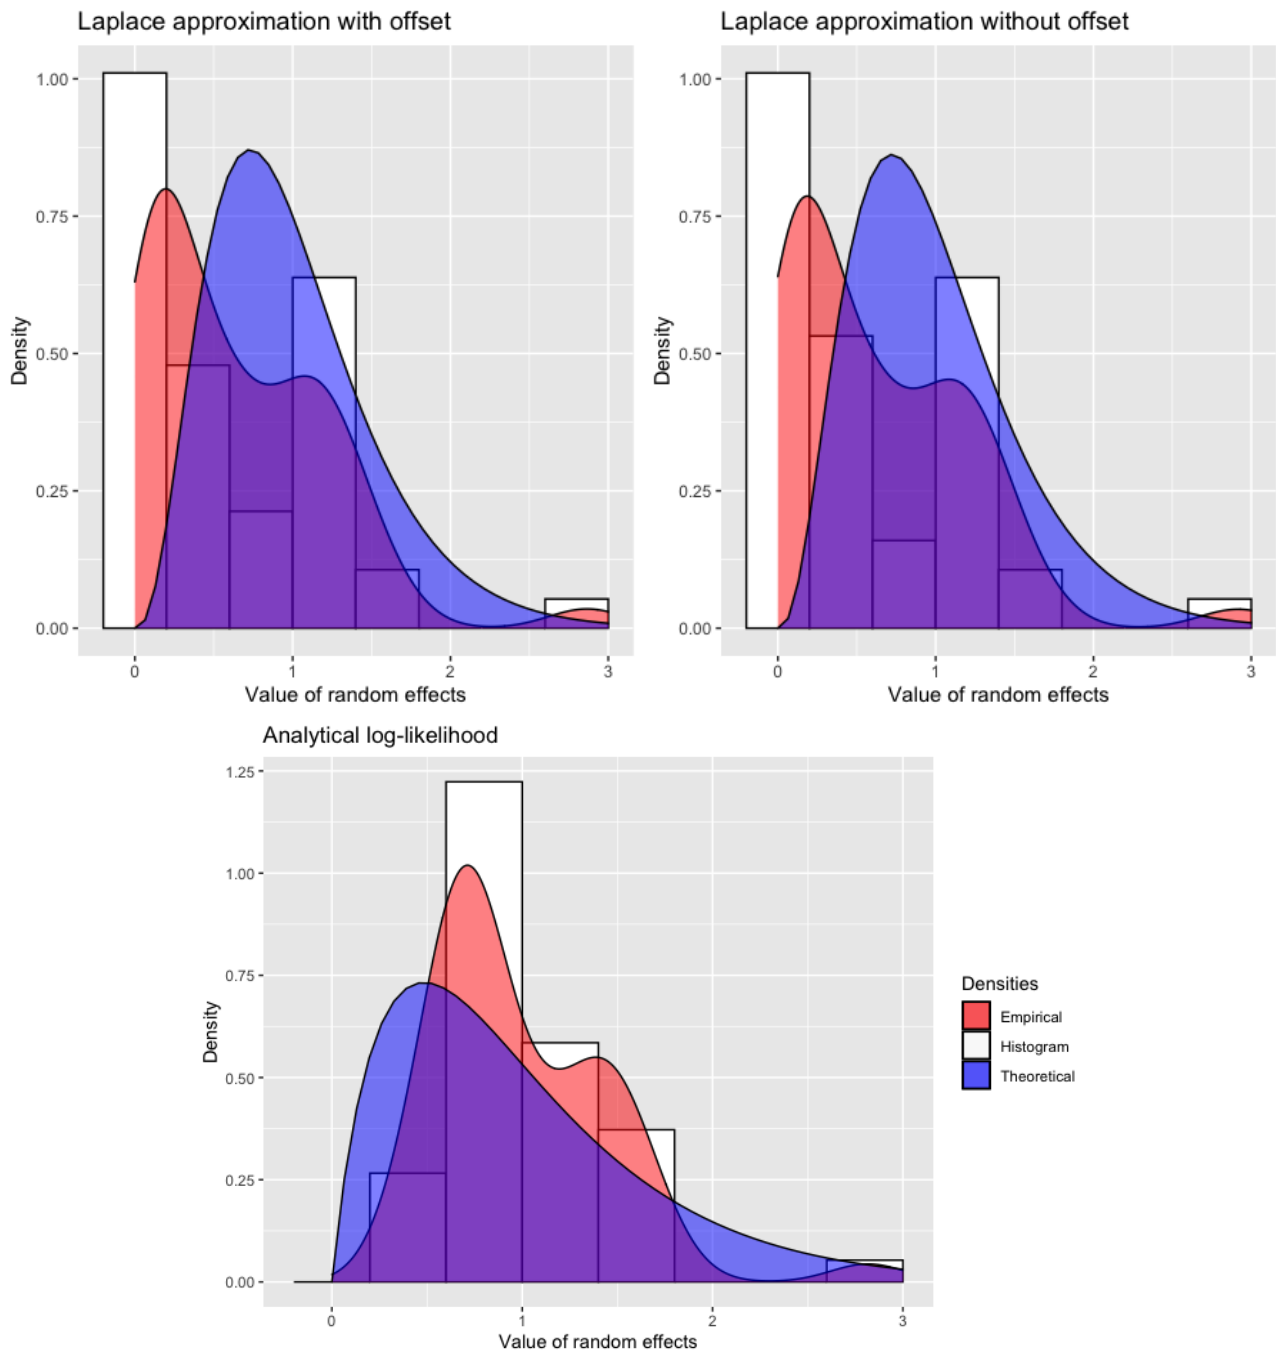 Laplace approximation with offset
1.00
0.75
0.50
0.25
0.00
Density
0 1 2 3
Value of random effects
Laplace approximation without offset
1.00
0.75
0.50
0.25
0.00
Density
0 1 2 3
Value of random effects
Analytical log-likelihood
1.25
1.00
0.75
0.50
0.25
0.00
Density
0 1 2 3
Value of random effects
Densities
Empirical
Histogram
Theoretical